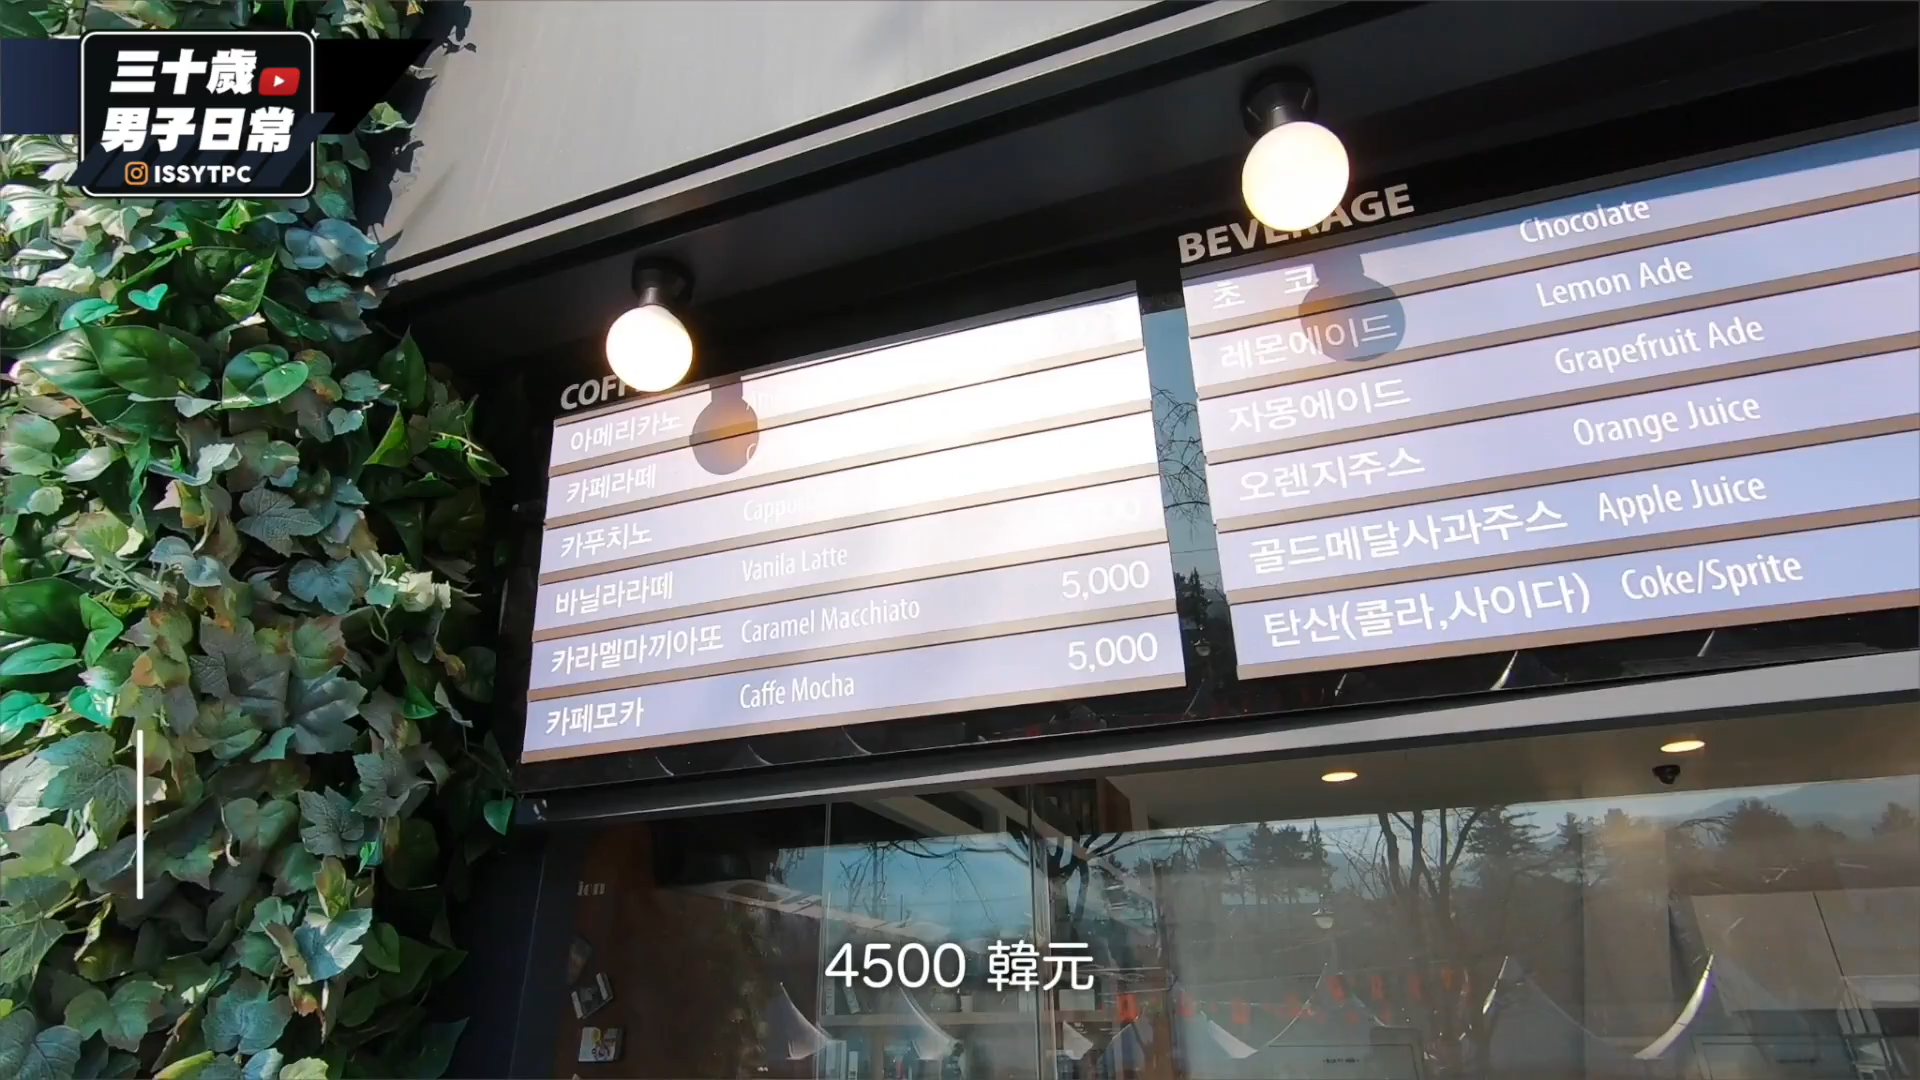 三十歲
男子日常
ISSYTPC
COFF
아메리카노
카페라떼
카푸치노 Cappu
바닐라라떼 Vanila Latte
카라멜마끼아또 Caramel Macchiato 5,000
카페모카 Caffe Mocha 5,000
BEVERAGE
초 코 Chocolate
레몬에이드 Lemon Ade
자몽에이드 Grapefruit Ade
오렌지주스 Orange Juice
골드메달사과주스 Apple Juice
탄산(콜라,사이다) Coke/Sprite
4500 韓元